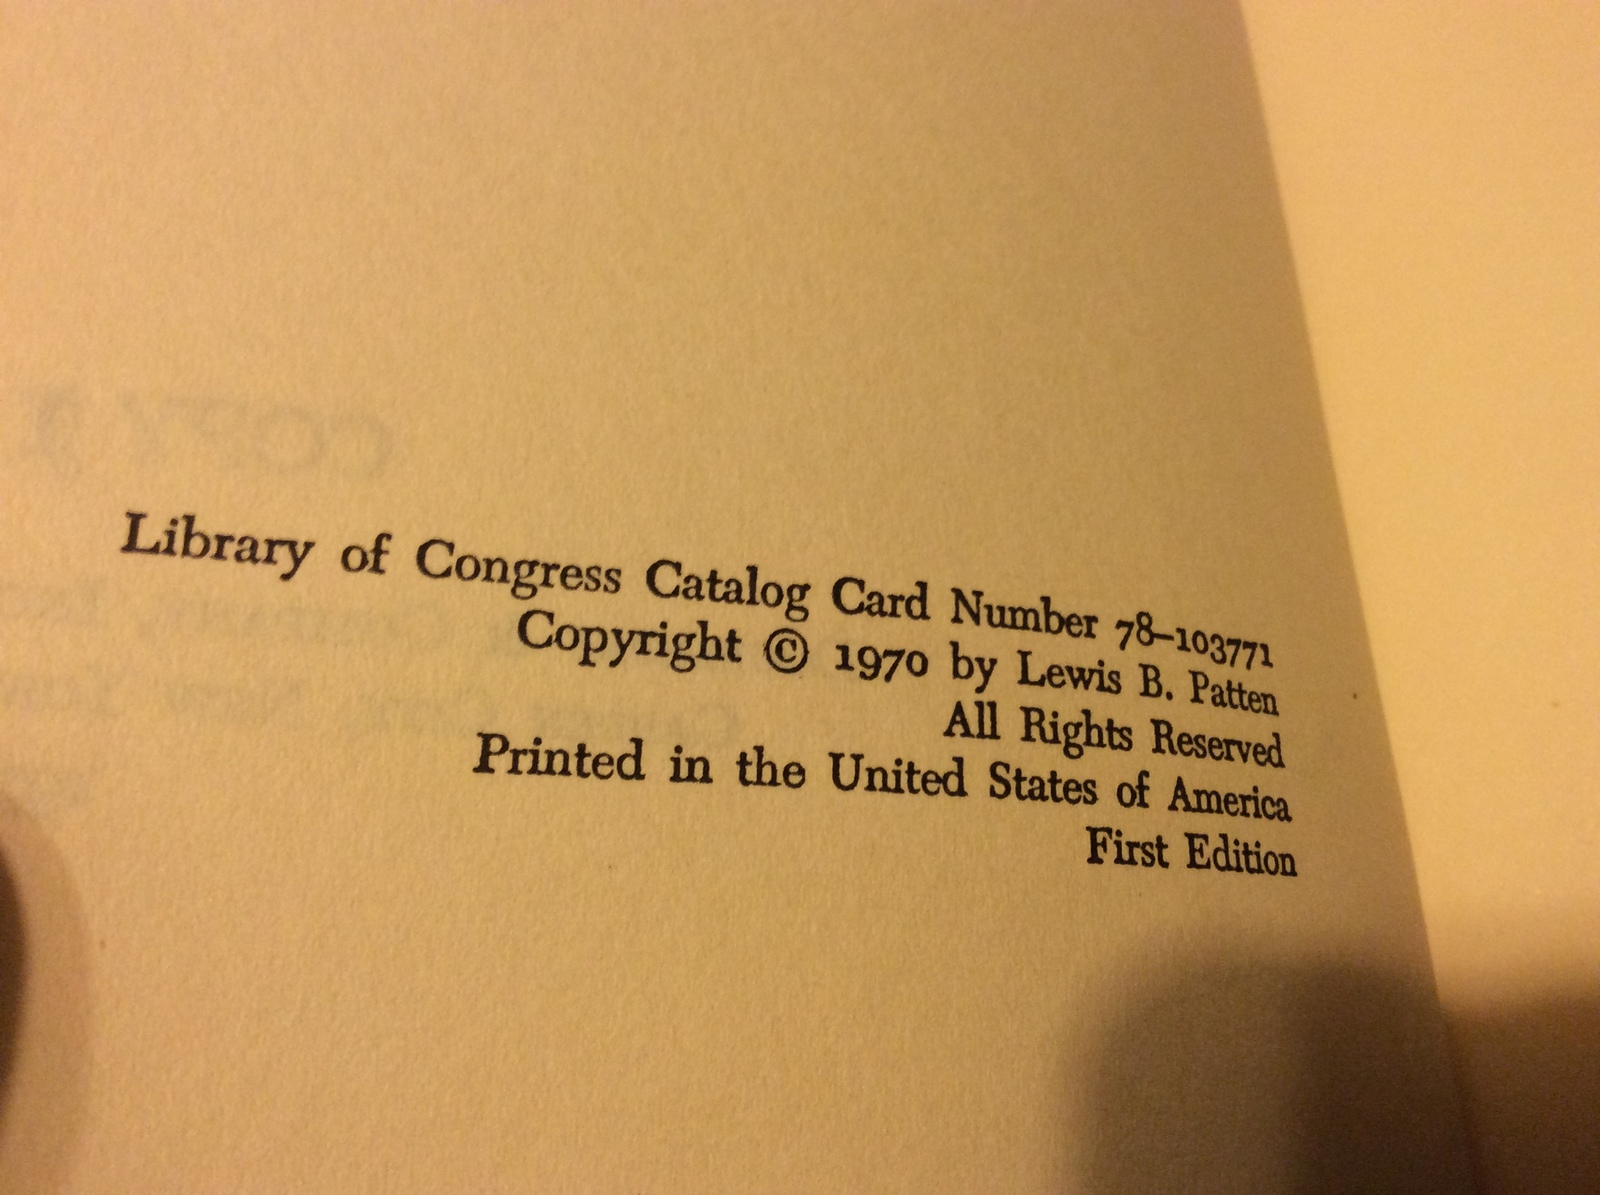 Library of Congress Catalog Card Number 78–103771
Copyright © 1970 by Lewis B. Patten
All Rights Reserved
Printed in the United States of America
First Edition